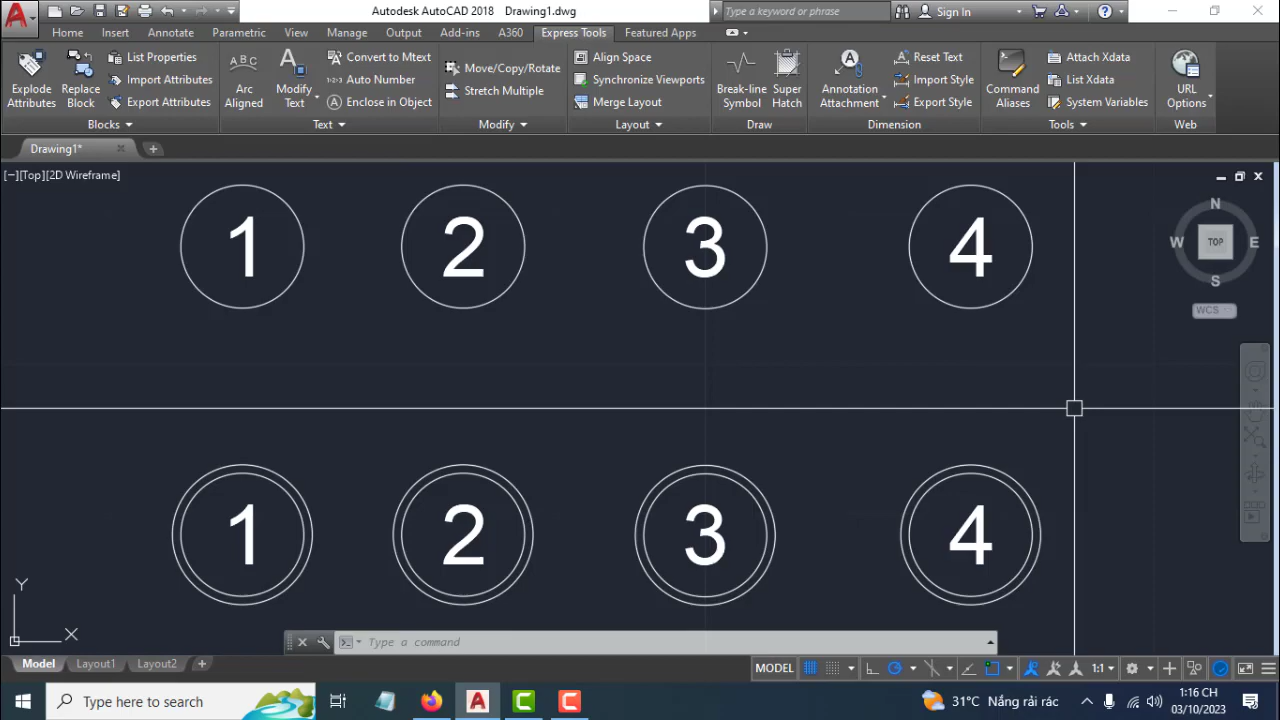 Autodesk AutoCAD 2018 Drawing1.dwg
Type a keyword or phrase
Sign In
Home Insert Annotate Parametric View Manage Output Add-ins A360 Express Tools Featured Apps
Explode Attributes
Replace Block
List Properties
Import Attributes
Export Attributes
Blocks
ABC
Arc Aligned
Modify Text
Convert to Mtext
1-2-3 Auto Number
A Enclose in Object
Text
Move/Copy/Rotate
Stretch Multiple
Modify
Align Space
Synchronize Viewports
Merge Layout
Layout
Break-line Symbol
Super Hatch
Draw
Annotation Attachment
Reset Text
Import Style
Export Style
Dimension
Command Aliases
Attach Xdata
List Xdata
System Variables
Tools
URL Options
Web
Drawing1*
[−][Top][2D Wireframe]
N
W TOP E
S
WCS
1 2 3 4
1 2 3 4
Y
X
Type a command
Model Layout1 Layout2
MODEL 1:1
Type here to search
31°C Nắng rải rác
1:16 CH
03/10/2023